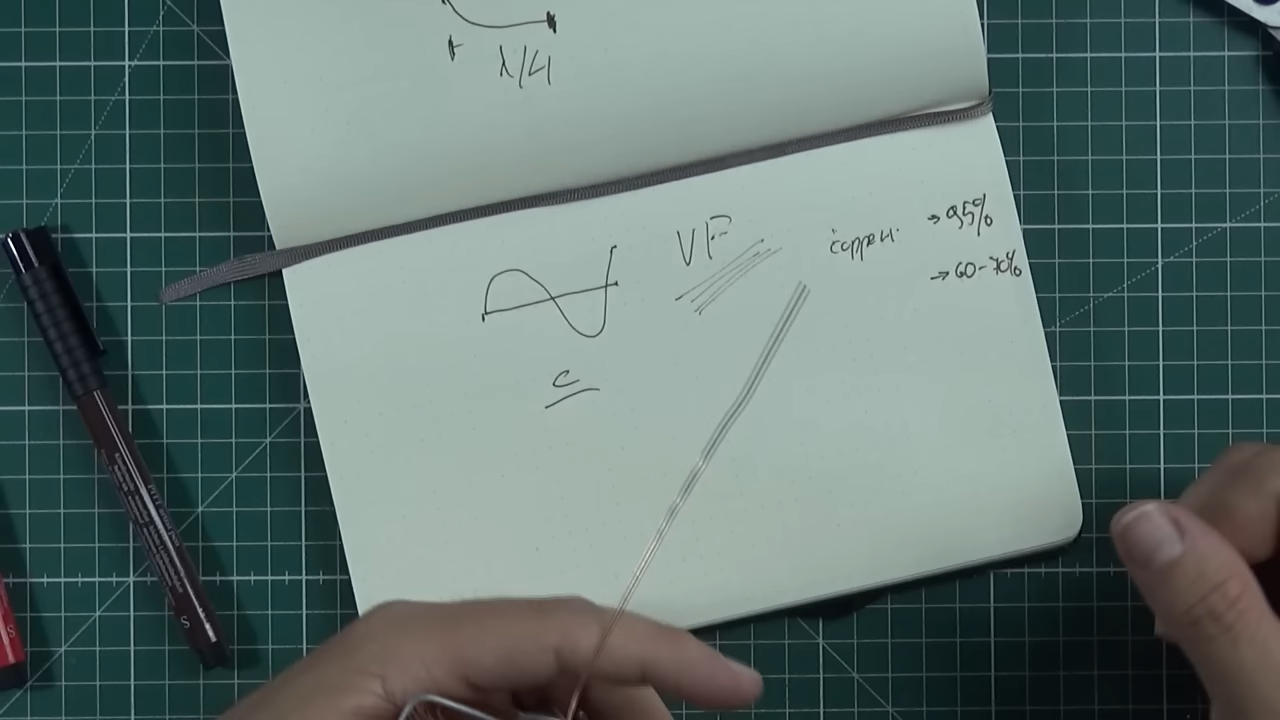 λ/4
VF
copper
→95%
→60-70%
c
S
S